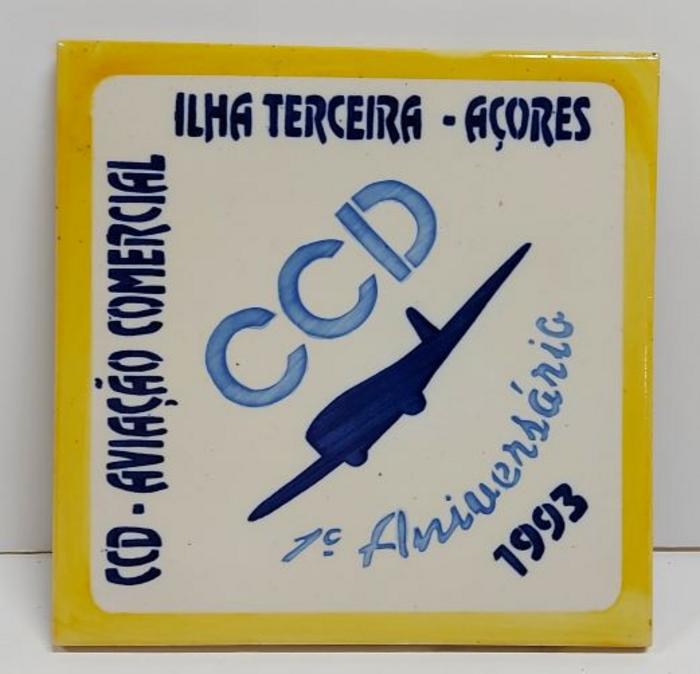 ILHA TERCEIRA - AÇORES
CCD - AVIAÇÃO COMERCIAL
CCD
1º Aniversário
1993